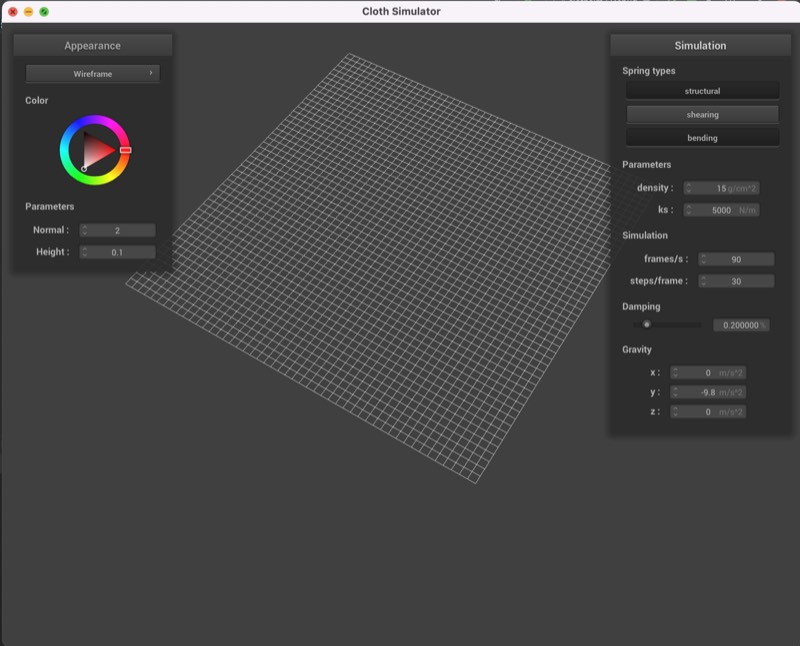 Cloth Simulator
Appearance
Wireframe
Color
Parameters
Normal : 2
Height : 0.1
Simulation
Spring types
structural
shearing
bending
Parameters
density : 15 g/cm^2
ks : 5000 N/m
Simulation
frames/s : 90
steps/frame : 30
Damping
0.200000 %
Gravity
x : 0 m/s^2
y : -9.8 m/s^2
z : 0 m/s^2